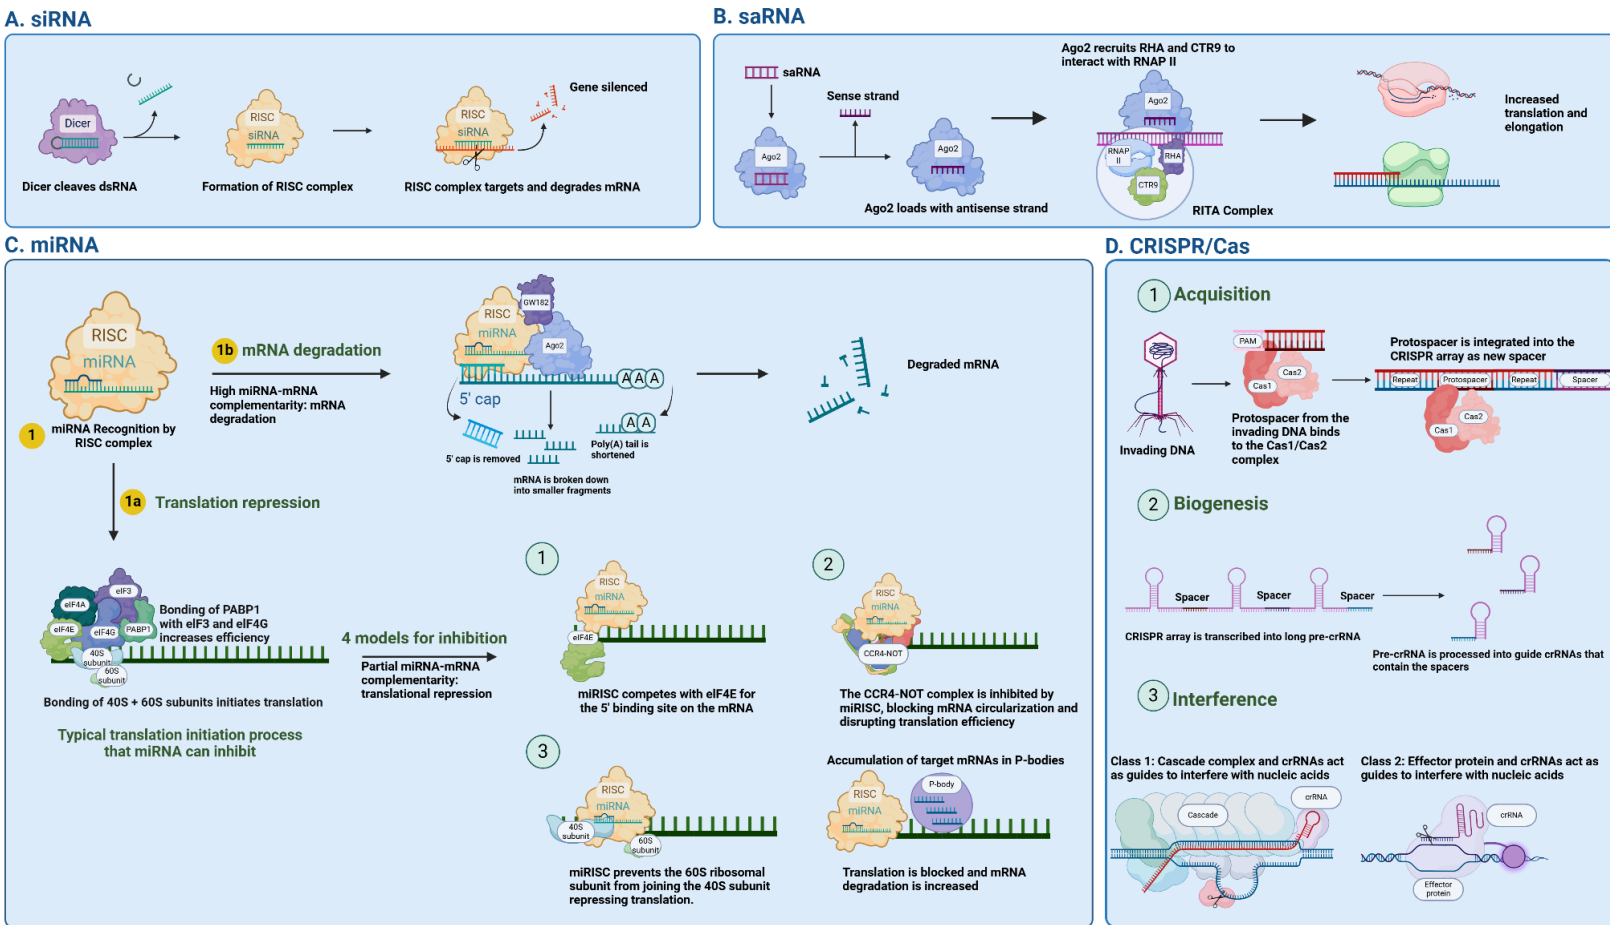 A. siRNA
Dicer
RISC
siRNA
RISC
siRNA
Gene silenced
Dicer cleaves dsRNA
Formation of RISC complex
RISC complex targets and degrades mRNA
B. saRNA
saRNA
Sense strand
Ago2
Ago2
Ago2 loads with antisense strand
Ago2 recruits RHA and CTR9 to
interact with RNAP II
Ago2
RNAP
II
RHA
CTR9
RITA Complex
Increased
translation and
elongation
C. miRNA
RISC
miRNA
1
miRNA Recognition by
RISC complex
1b
mRNA degradation
High miRNA-mRNA
complementarity: mRNA
degradation
GW182
RISC
miRNA
Ago2
A A A
5' cap
5' cap is removed
A A
Poly(A) tail is
shortened
mRNA is broken down
into smaller fragments
Degraded mRNA
1a
Translation repression
eIF4A
eIF3
eIF4E
eIF4G
PABP1
40S
subunit
60S
subunit
Bonding of PABP1
with eIF3 and eIF4G
increases efficiency
Bonding of 40S + 60S subunits initiates translation
Typical translation initiation process
that miRNA can inhibit
4 models for inhibition
Partial miRNA-mRNA
complementarity:
translational repression
1
RISC
miRNA
eIF4E
miRISC competes with eIF4E for
the 5' binding site on the mRNA
2
RISC
miRNA
CCR4-NOT
The CCR4-NOT complex is inhibited by
miRISC, blocking mRNA circularization and
disrupting translation efficiency
3
RISC
miRNA
40S
subunit
60S
subunit
miRISC prevents the 60S ribosomal
subunit from joining the 40S subunit
repressing translation.
Accumulation of target mRNAs in P-bodies
RISC
miRNA
P-body
Translation is blocked and mRNA
degradation is increased
D. CRISPR/Cas
1
Acquisition
Invading DNA
PAM
Cas1
Cas2
Protospacer from the
invading DNA binds
to the Cas1/Cas2
complex
Protospacer is integrated into the
CRISPR array as new spacer
Repeat
Protospacer
Repeat
Spacer
Cas1
Cas2
2
Biogenesis
Spacer
Spacer
Spacer
CRISPR array is transcribed into long pre-crRNA
Pre-crRNA is processed into guide crRNAs that
contain the spacers
3
Interference
Class 1: Cascade complex and crRNAs act
as guides to interfere with nucleic acids
Cascade
crRNA
Class 2: Effector protein and crRNAs act as
guides to interfere with nucleic acids
crRNA
Effector
protein